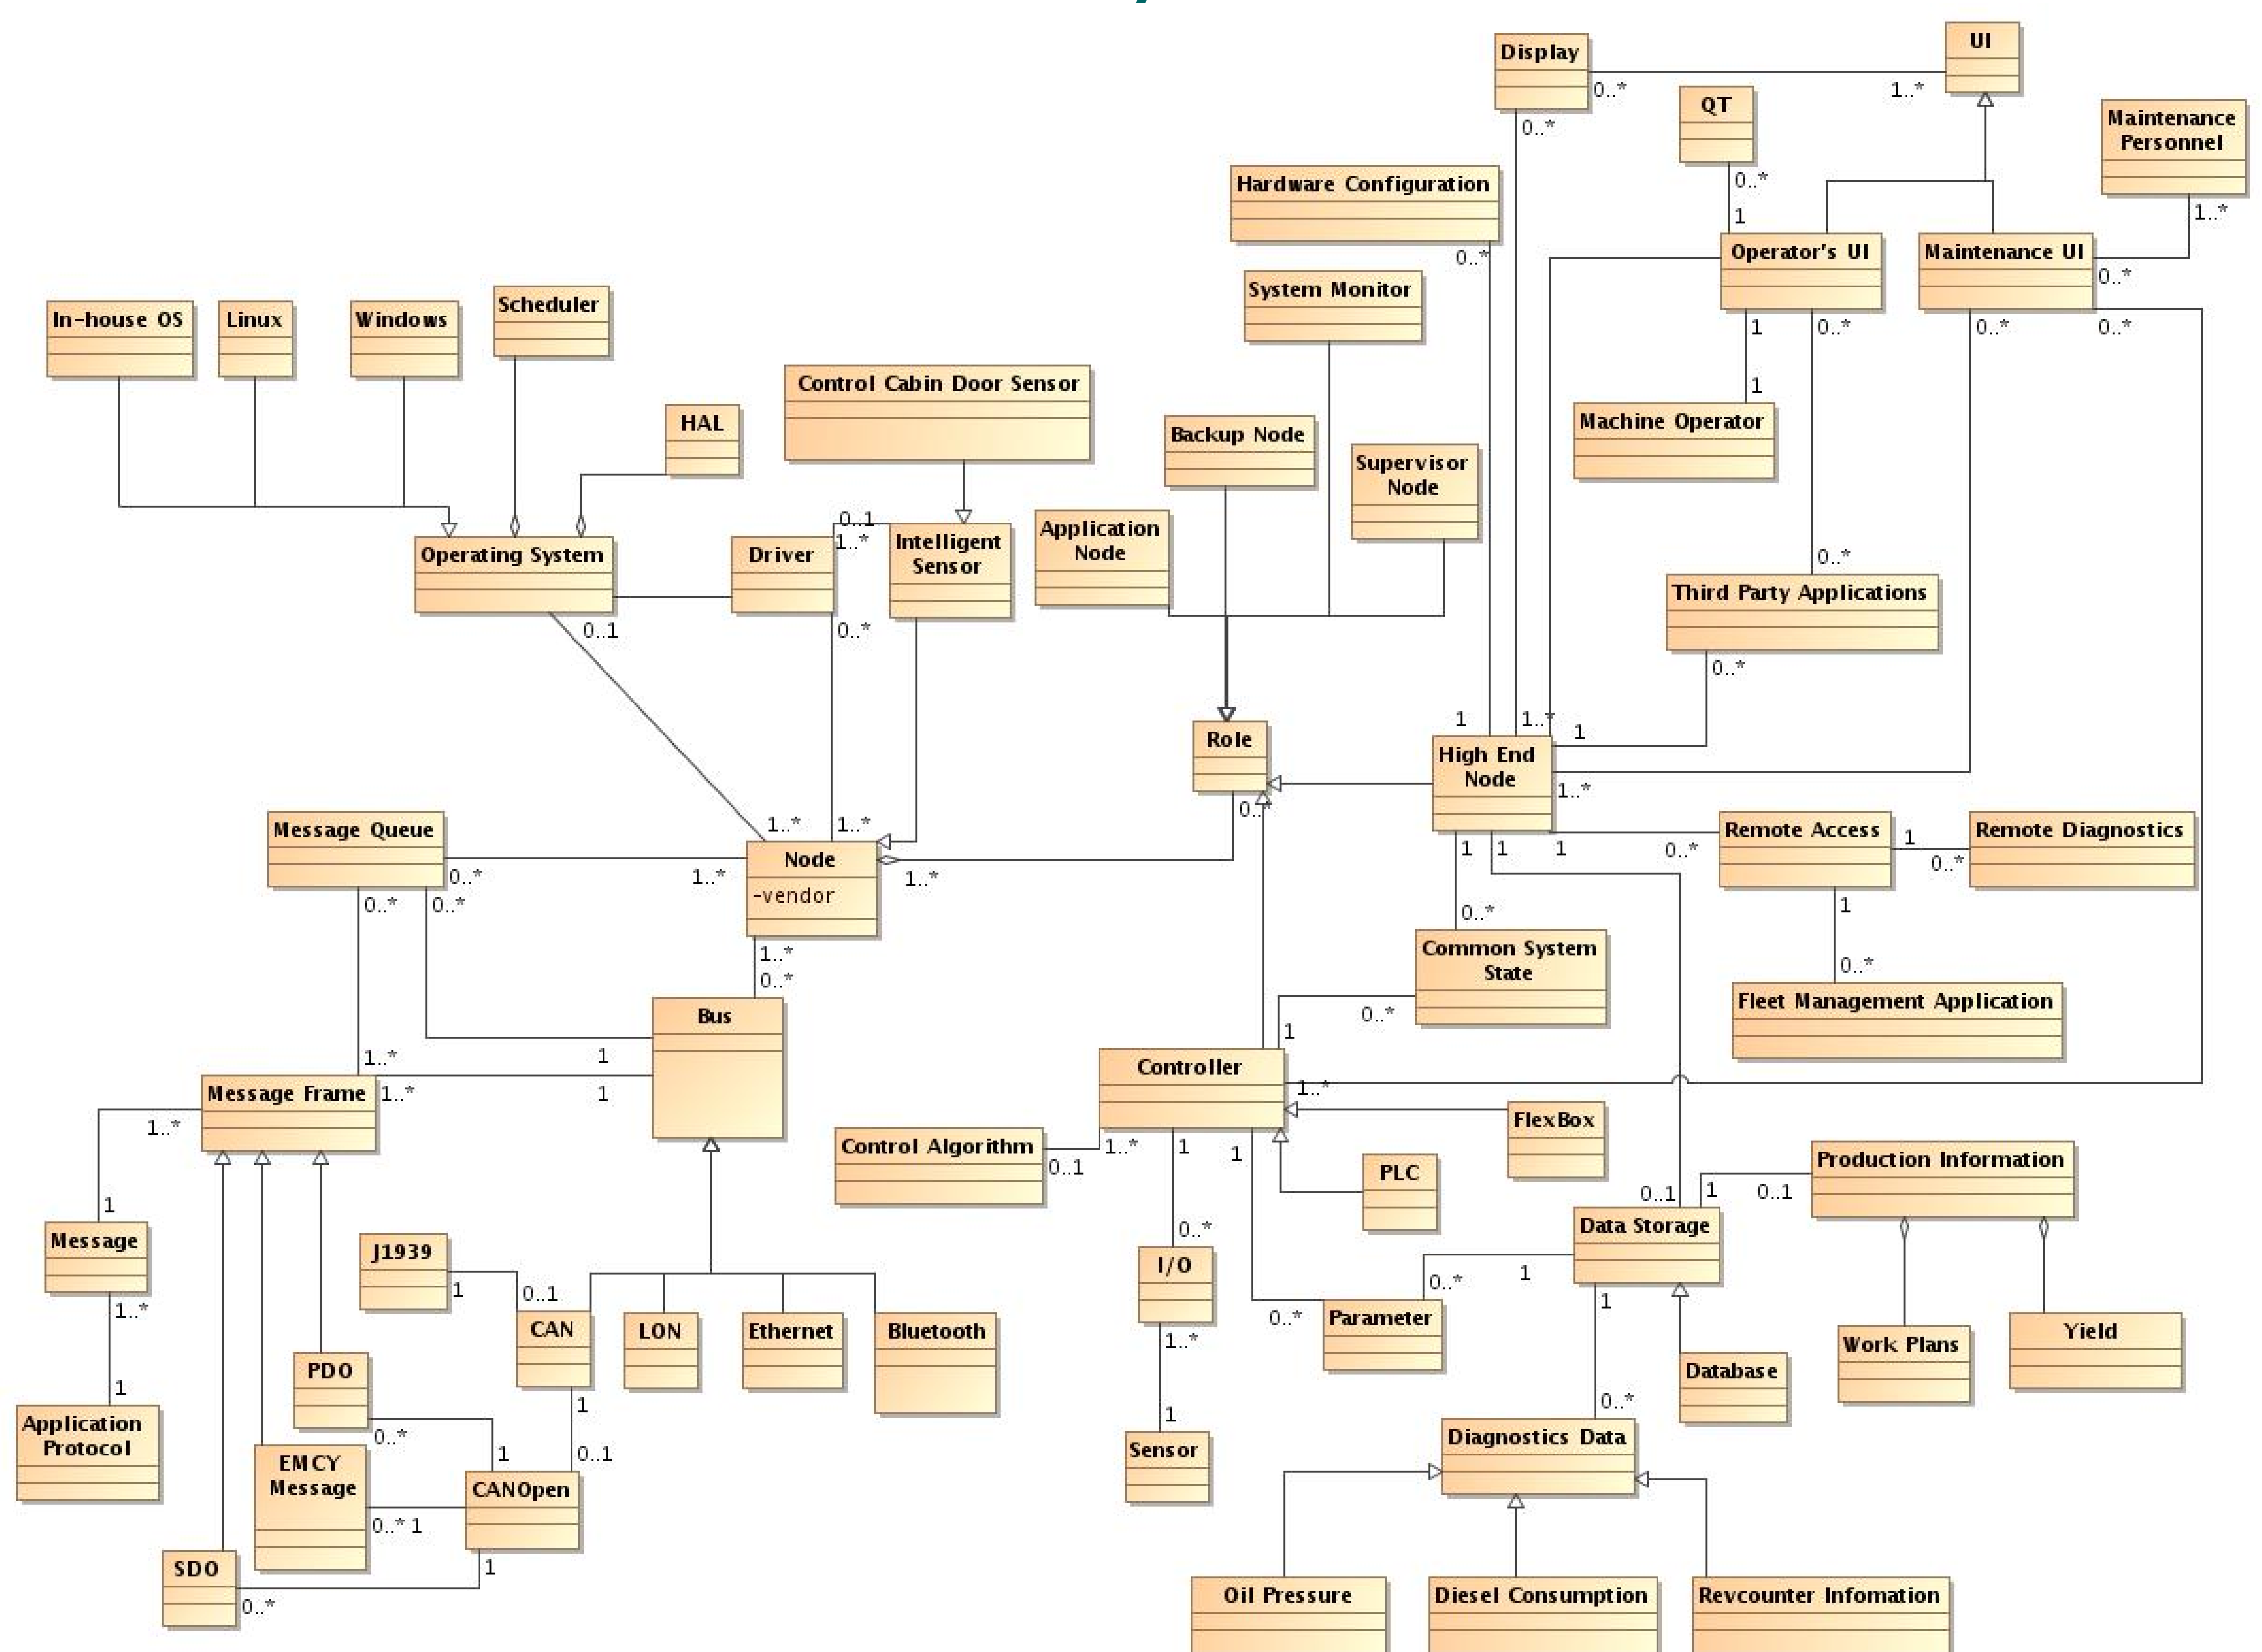 Display
UI
0..*
1..*
QT
Maintenance
Personnel
0..*
0..*
1..*
Hardware Configuration
1
Operator's UI
Maintenance UI
0..*
0..*
System Monitor
In-house OS
Linux
Windows
Scheduler
1
0..*
0..*
0..*
Control Cabin Door Sensor
1
HAL
Backup Node
Machine Operator
Supervisor
Node
0..1
1..*
Application
Node
Operating System
Driver
Intelligent
Sensor
0..*
Third Party Applications
0..1
0..*
0..*
1
1..*
1
Role
High End
Node
0..*
1..*
Message Queue
1..*
1..*
Node
-vendor
0..*
1..*
1..*
1
1
1
0..*
Remote Access
1
0..*
Remote Diagnostics
0..*
0..*
0..*
1
Common System
State
1..*
0..*
0..*
Fleet Management Application
Bus
0..*
1
1..*
1
Controller
1..*
Message Frame
1..*
1
FlexBox
1..*
Control Algorithm
0..1
1..*
1
1
PLC
Production Information
1
0..1
1
0..1
Message
J1939
1
0..1
0..*
I/O
Data Storage
1..*
CAN
LON
Ethernet
Bluetooth
1..*
0..*
Parameter
0..*
1
1
Work Plans
Yield
1
PDO
1
1
Database
0..*
Application
Protocol
0..*
1
0..1
Sensor
Diagnostics Data
EMCY
Message
CANOpen
0..*
1
SDO
1
0..*
Oil Pressure
Diesel Consumption
Revcounter Infomation